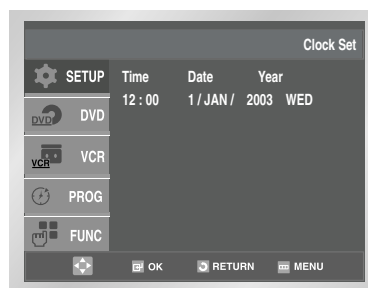 Clock Set
SETUP Time Date Year
12 : 00 1 / JAN / 2003 WED
DVD DVD
VCR VCR
PROG
FUNC
OK RETURN MENU